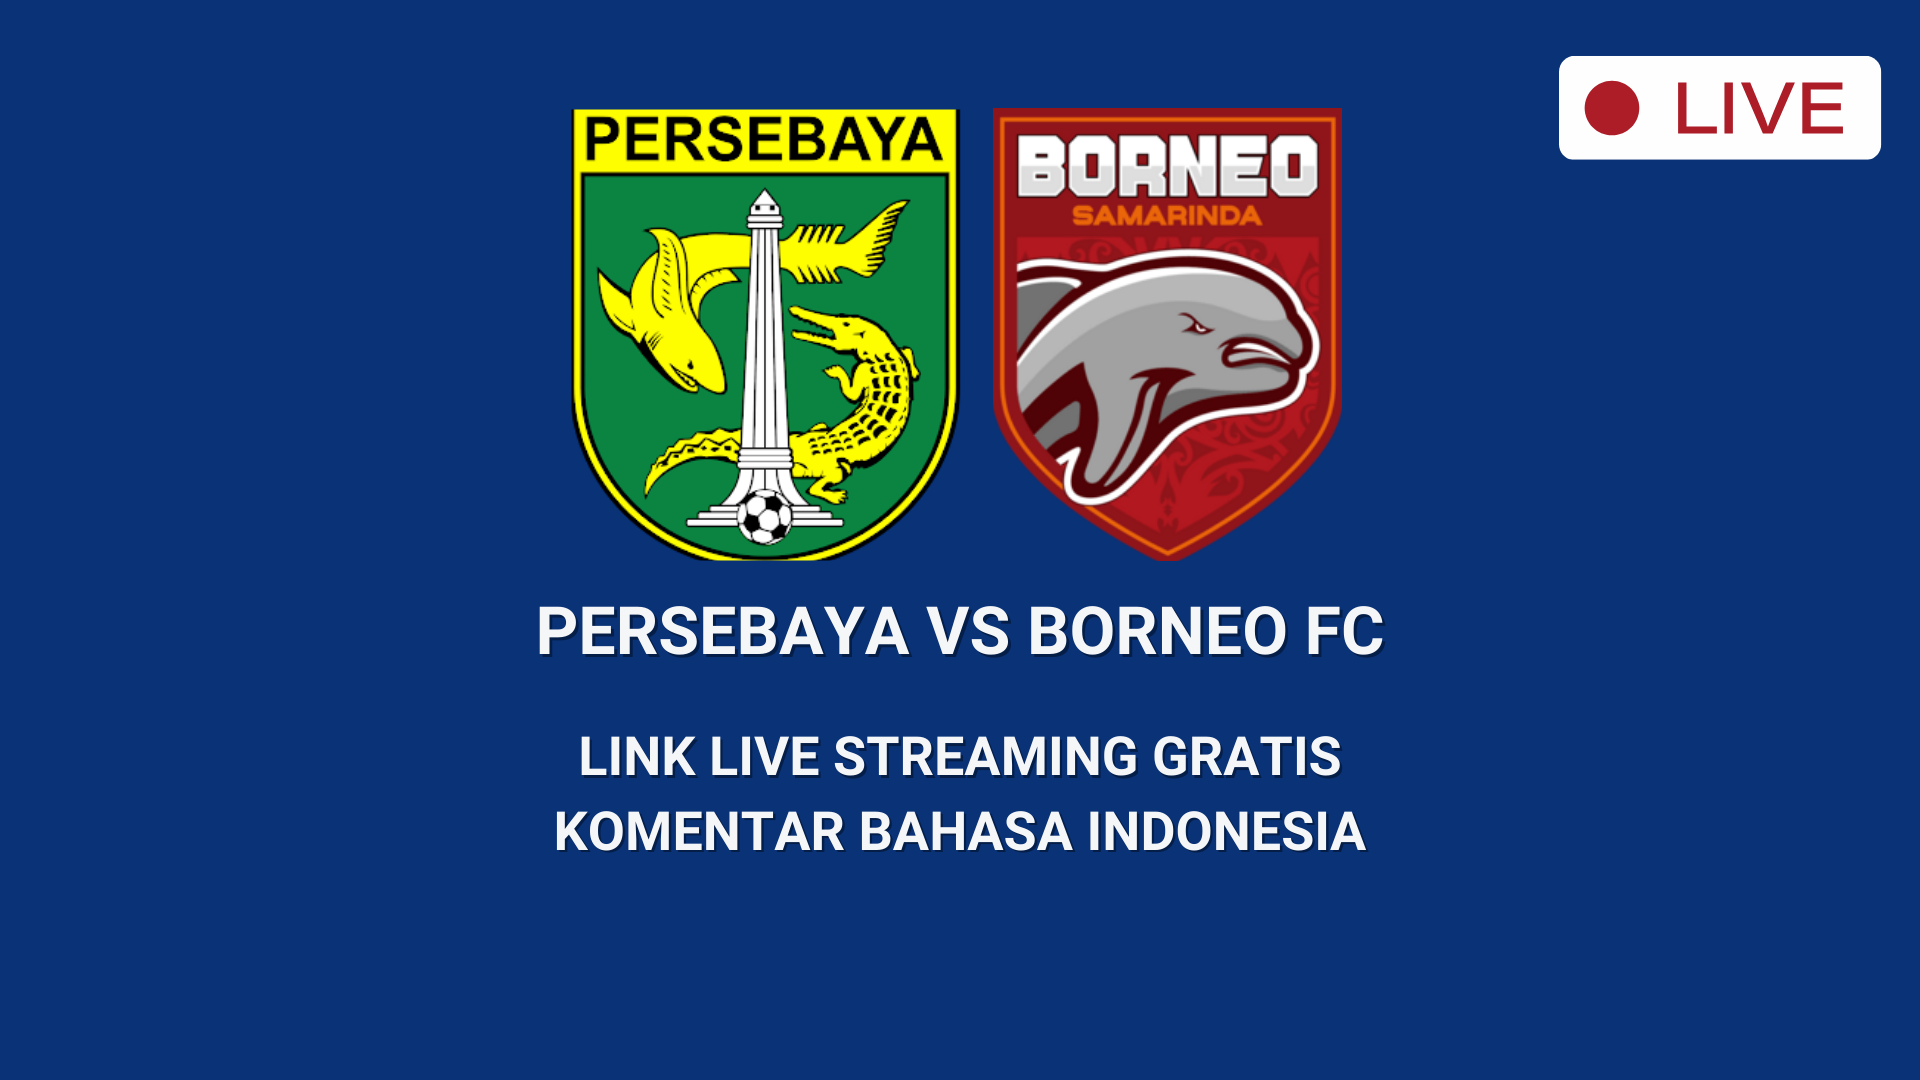 LIVE
PERSEBAYA
BORNEO
SAMARINDA
PERSEBAYA VS BORNEO FC
LINK LIVE STREAMING GRATIS
KOMENTAR BAHASA INDONESIA